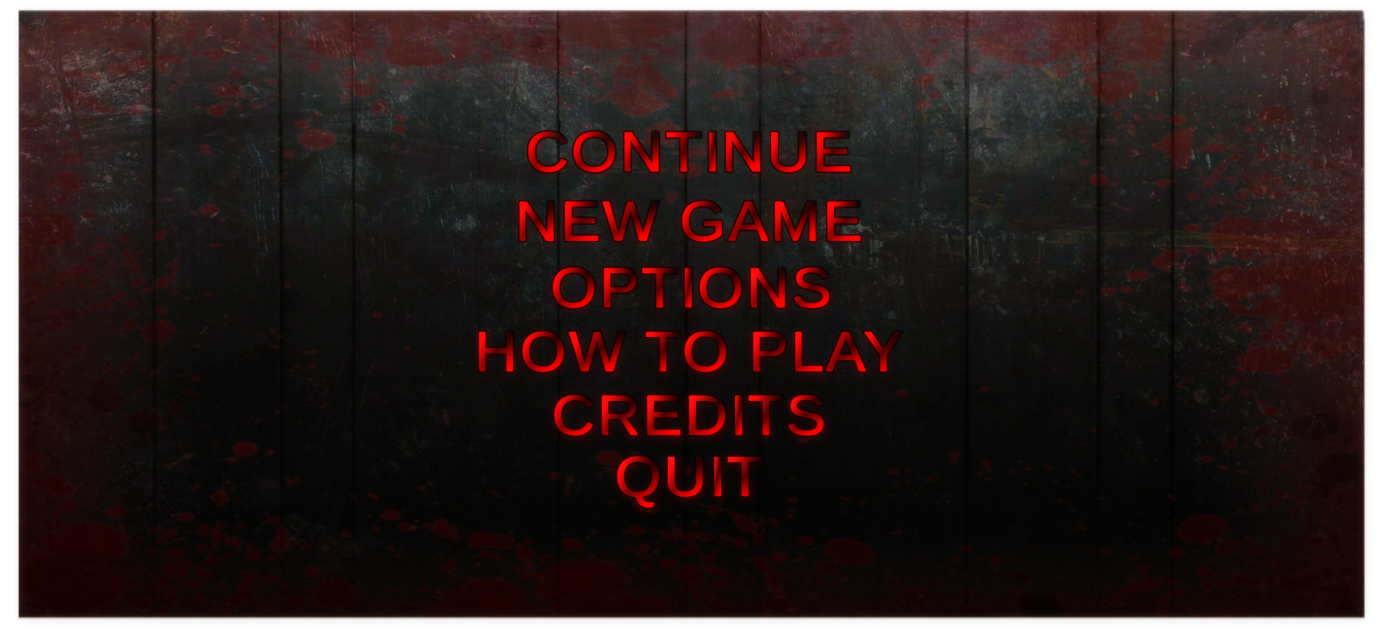 CONTINUE
NEW GAME
OPTIONS
HOW TO PLAY
CREDITS
QUIT